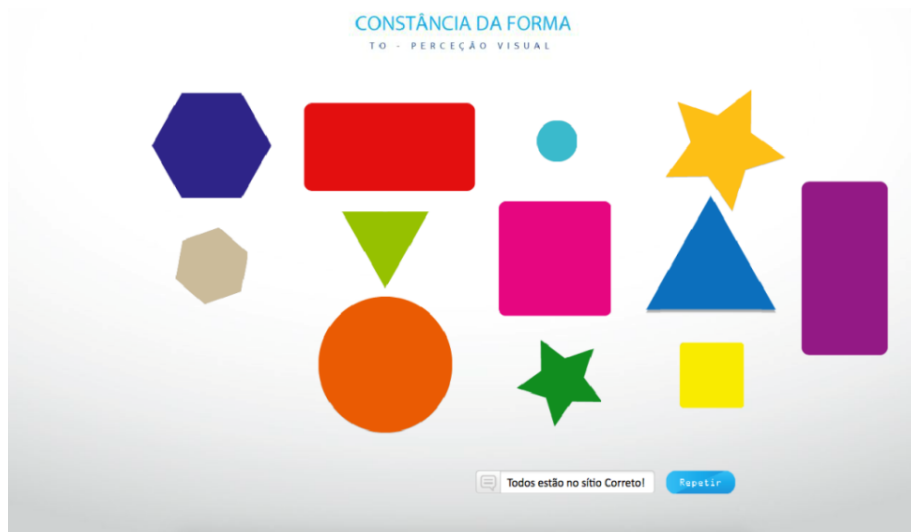 CONSTÂNCIA DA FORMA
TO - PERCEÇÃO VISUAL
Todos estão no sítio Correto!
Repetir